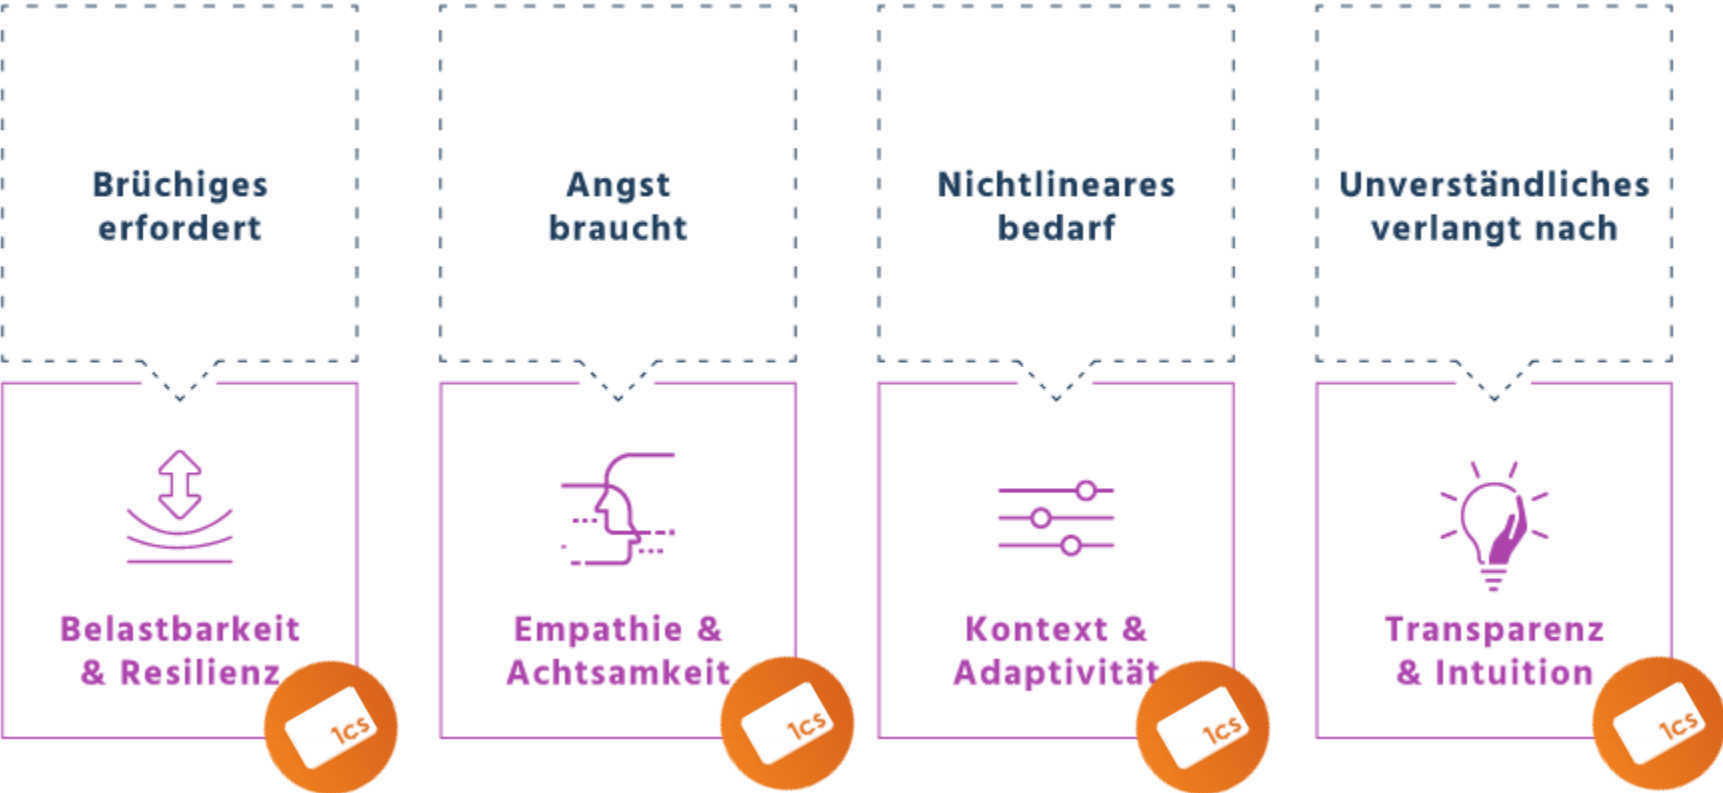 Brüchiges
erfordert
Angst
braucht
Nichtlineares
bedarf
Unverständliches
verlangt nach
Belastbarkeit
& Resilienz
1cs
Empathie &
Achtsamkeit
1cs
Kontext &
Adaptivität
1cs
Transparenz
& Intuition
1cs